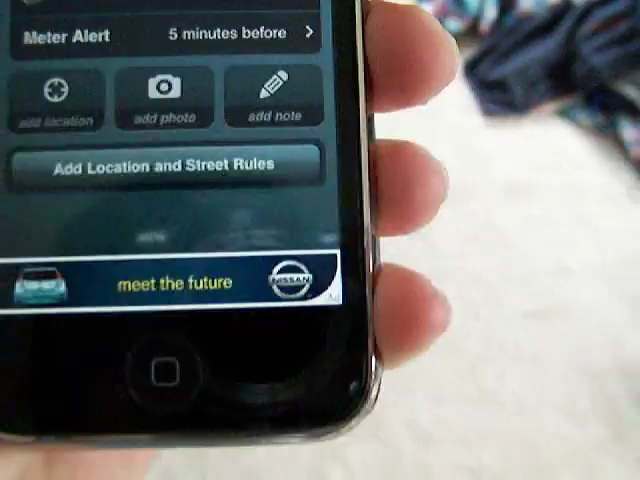 Meter Alert 5 minutes before >
add location add photo add note
Add Location and Street Rules
meet the future NISSAN